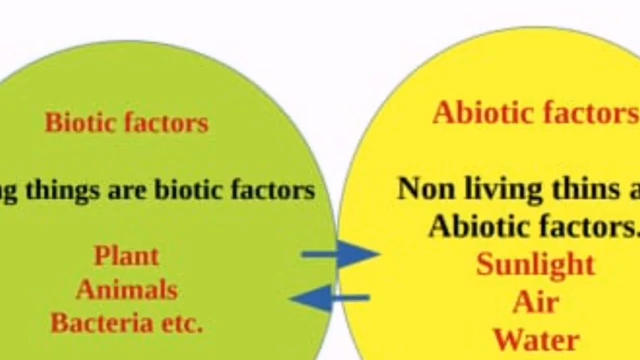 Biotic factors
things are biotic factors
Plant
Animals
Bacteria etc.
Abiotic factors
Non living thins
Abiotic factors.
Sunlight
Air
Water